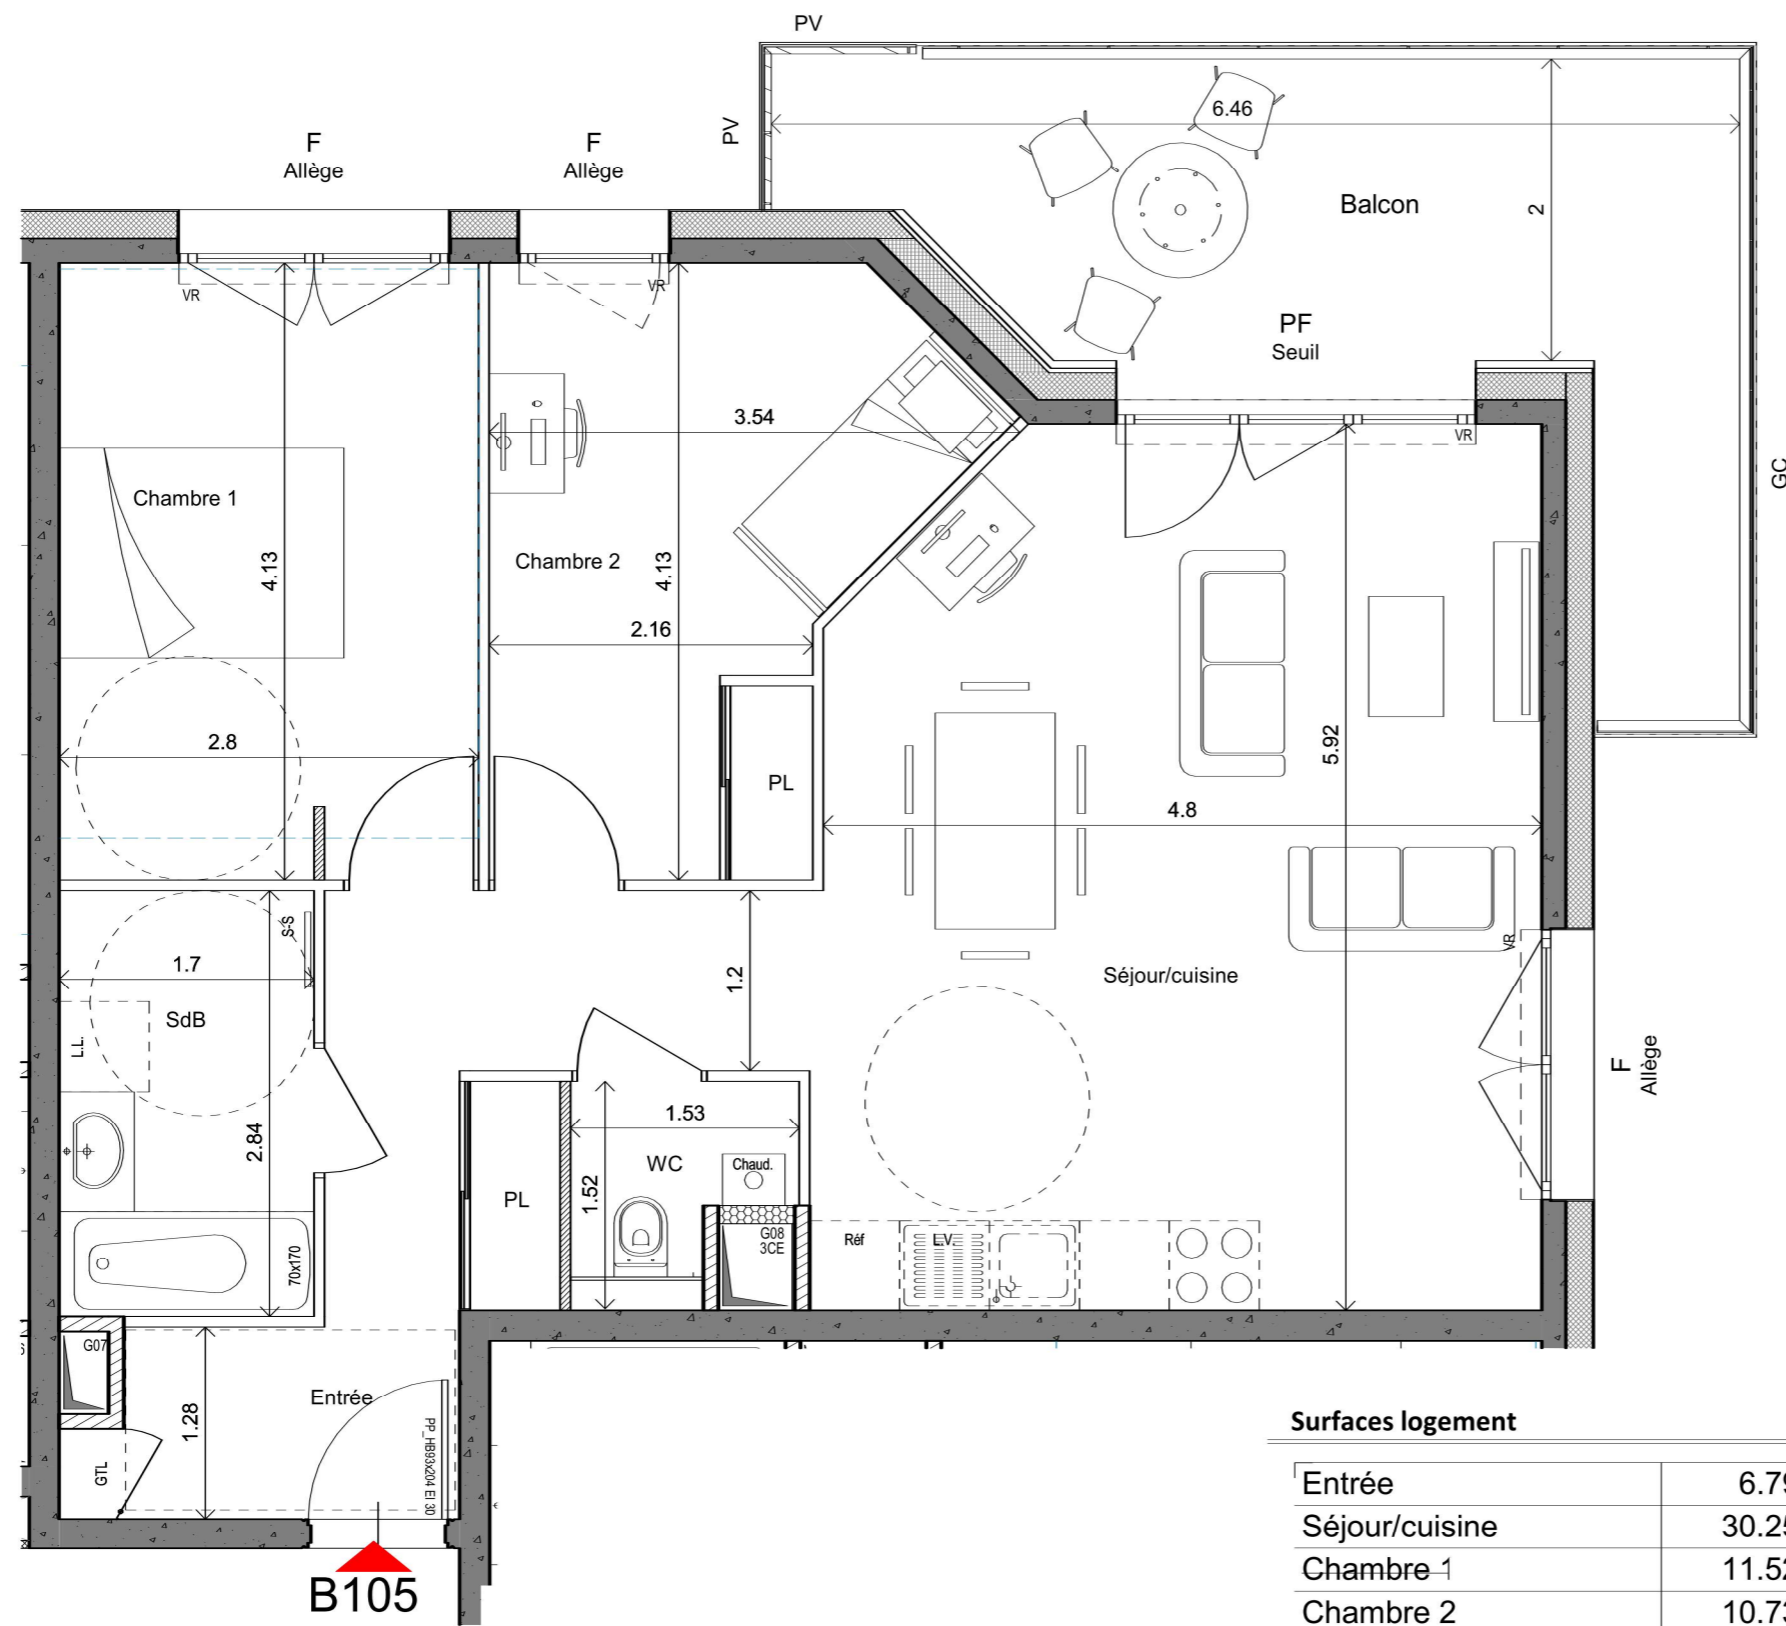 PV
6.46
F
Allège
F
Allège
PV
Balcon
2
PF
Seuil
VR
VR
VR
GC
3.54
Chambre 1
Chambre 2
4.13
4.13
2.16
2.8
PL
5.92
4.8
S-S
1.7
1.2
Séjour/cuisine
VR
SdB
L.L.
F
Allège
2.84
1.53
WC
Chaud.
1.52
PL
G08
3CE
Réf
L.V.
70x170
G07
Entrée
1.28
PP_HB93x204 EI 30
GTL
B105
Surfaces logement
Entrée 6.79
Séjour/cuisine 30.25
Chambre 1 11.52
Chambre 2 10.73